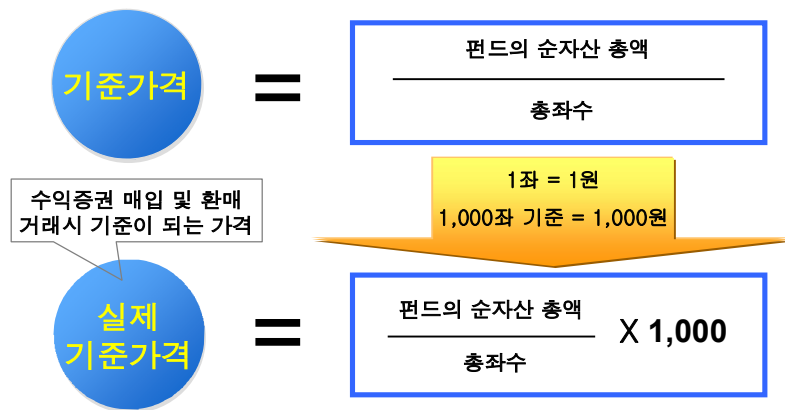 기준가격
=
펀드의 순자산 총액
총좌수
1좌 = 1원
1,000좌 기준 = 1,000원
수익증권 매입 및 환매
거래시 기준이 되는 가격
실제
기준가격
=
펀드의 순자산 총액
총좌수
X 1,000